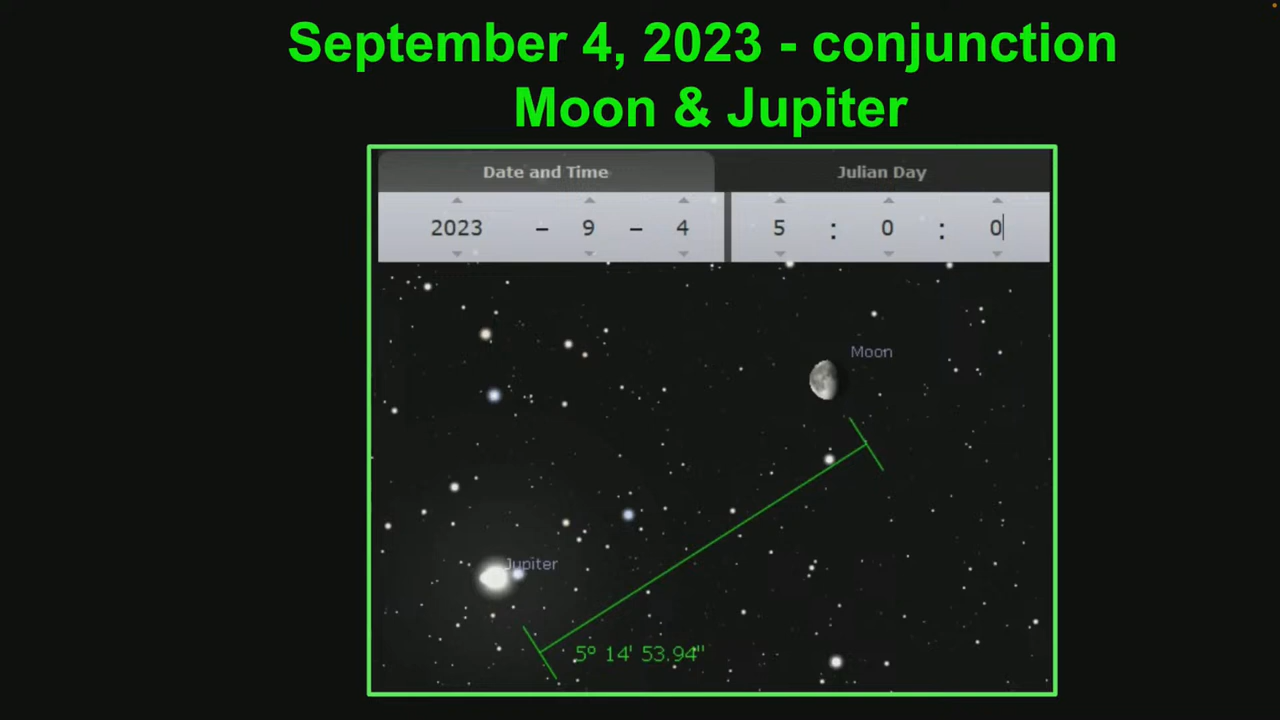 September 4, 2023 - conjunction
Moon & Jupiter
Date and Time Julian Day
2023 - 9 - 4 5 : 0 : 0
Moon
Jupiter
5° 14' 53.94"